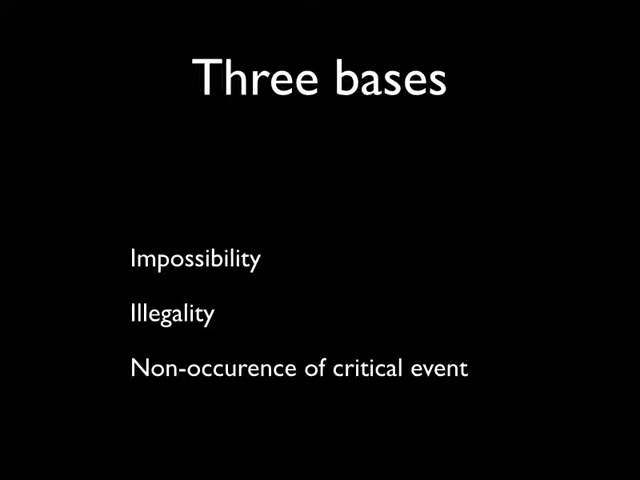 Three bases
Impossibility
Illegality
Non-occurence of critical event